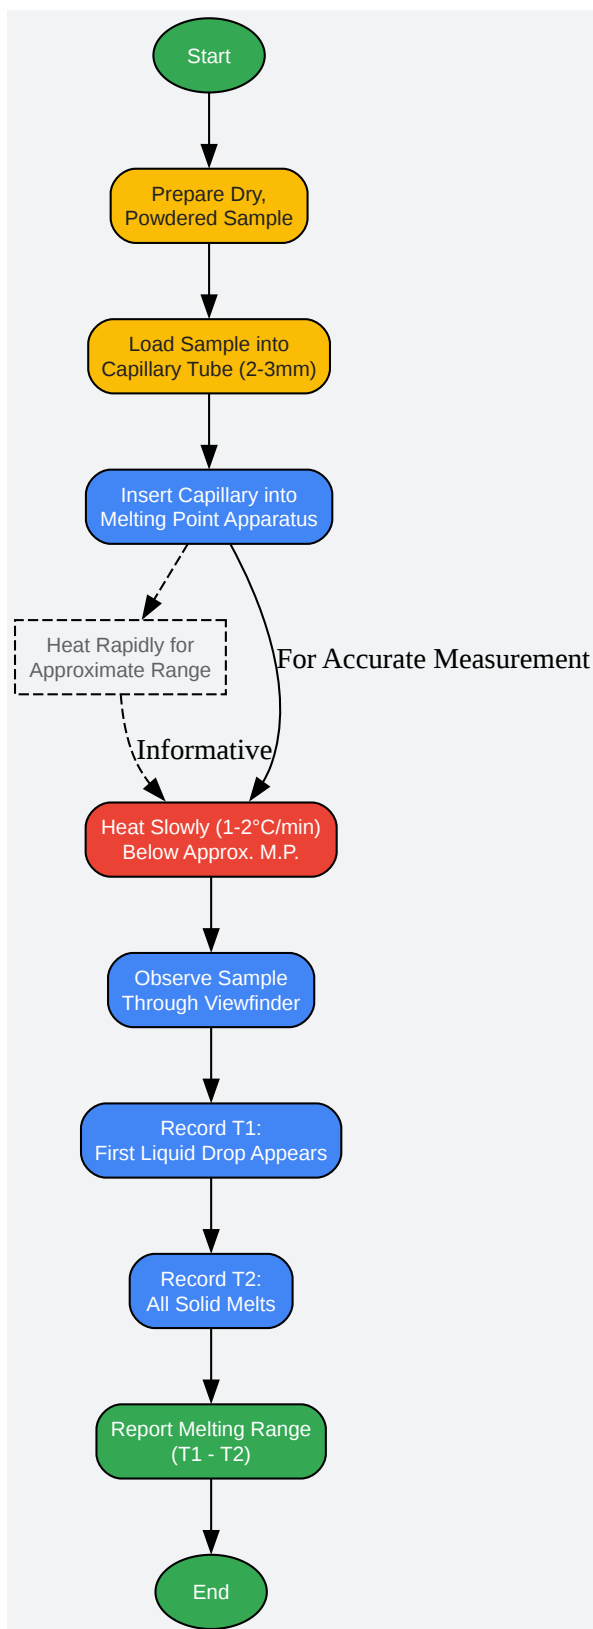 Start
Prepare Dry,
Powdered Sample
Load Sample into
Capillary Tube (2-3mm)
Insert Capillary into
Melting Point Apparatus
Heat Rapidly for
Approximate Range
For Accurate Measurement
Informative
Heat Slowly (1-2°C/min)
Below Approx. M.P.
Observe Sample
Through Viewfinder
Record T1:
First Liquid Drop Appears
Record T2:
All Solid Melts
Report Melting Range
(T1 - T2)
End